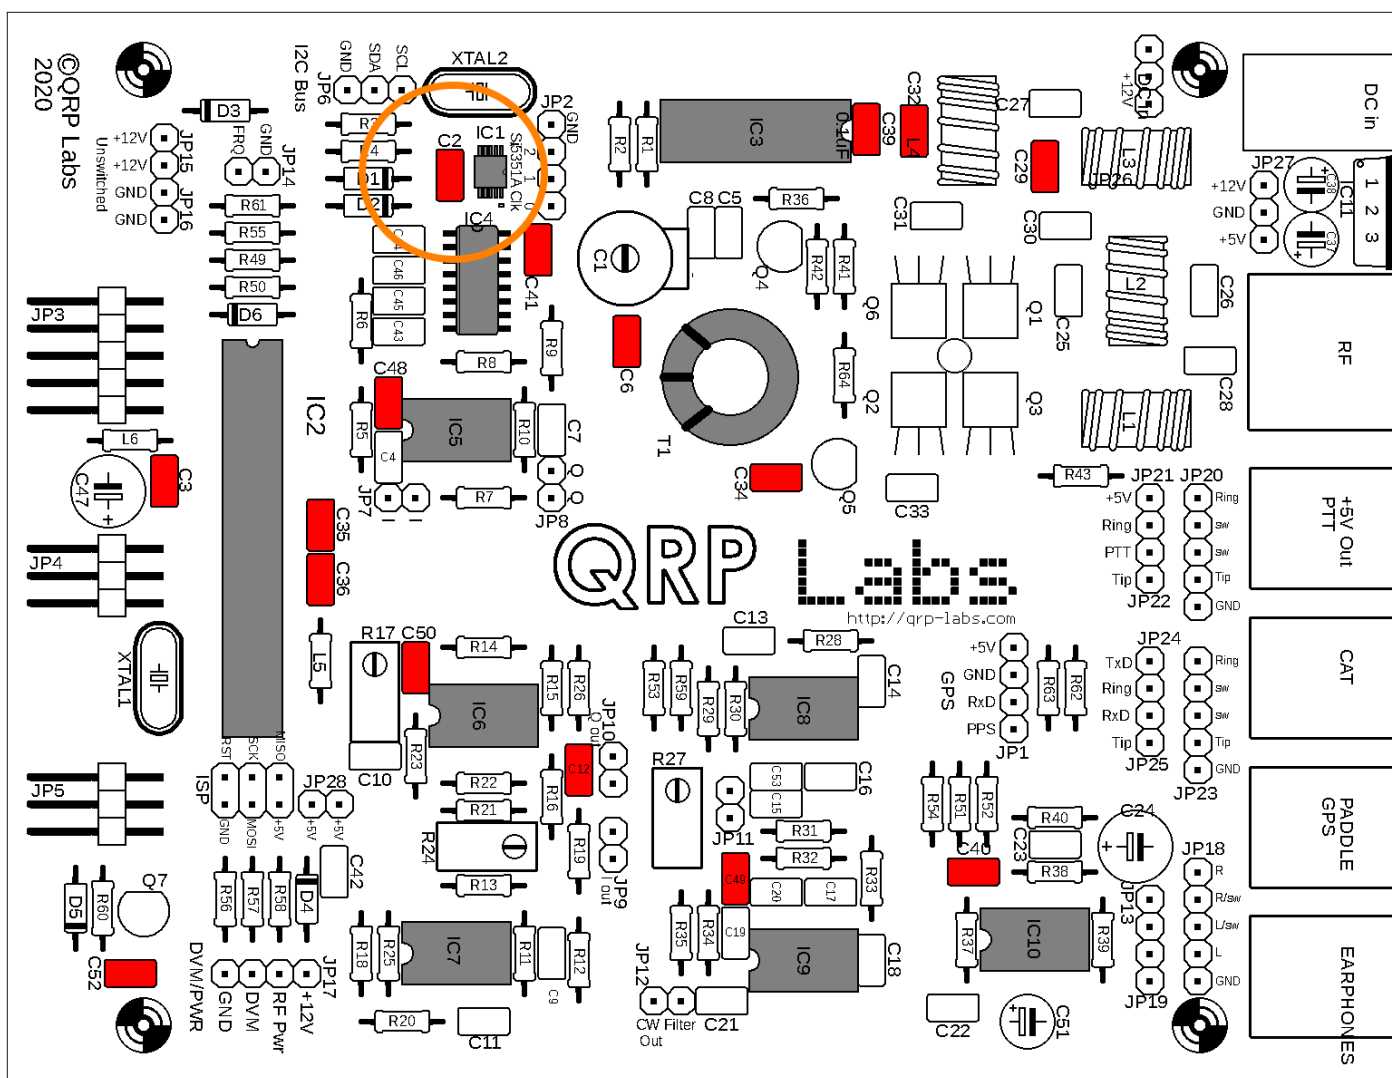 ©QRP Labs
2020
I2C Bus
GND
SDA
SCL
JP6
XTAL2
JP2
GND
2
1
0
Si5351A Clk
IC1
C2
R3
R4
D1
D2
D3
FRO
GND
JP14
+12V
+12V
GND
GND
Unswitched
JP15
JP16
R61
R55
R49
R50
D6
C46
C45
C43
R6
IC4
C41
R8
R9
R2
R1
IC3
0.1uF
C39
C32
L4
C27
C29
L3
JP26
DC in
+12V
DC in
JP27
+12V
GND
+5V
C38
C37
IC11
1
2
3
C8
C5
R36
C31
C30
C1
Q4
R42
R41
Q6
Q1
C25
L2
C26
C28
RF
C6
T1
R64
Q2
Q3
L1
C34
Q5
C33
R43
JP3
L6
C47
C3
JP4
XTAL1
IC2
C48
R5
C4
IC5
R10
C7
JP7
I
I
R7
Q
Q
JP8
C35
C36
L5
QRP Labs
http://qrp-labs.com
JP21
+5V
Ring
PTT
Tip
JP22
JP20
Ring
sw
sw
Tip
GND
+5V Out
PTT
R17
C50
R14
IC6
R15
R26
C10
R23
R22
R21
R24
R13
R16
C12
R19
JP10
Q out
JP9
I out
R53
R59
R29
R30
C13
R28
IC8
C14
GPS
+5V
GND
RxD
PPS
JP1
R63
R62
JP24
TxD
Ring
RxD
Tip
JP25
Ring
sw
sw
Tip
GND
JP23
CAT
JP5
RST
SCK
MISO
ISP
GND
MOSI
+5V
JP28
+5V
+5V
C42
R27
JP11
C53
C15
C16
R31
R32
C49
C20
C17
R33
R54
R51
R52
R40
C23
R38
C24
C40
PADDLE
GPS
D5
R60
Q7
C52
R56
R57
R58
D4
DVM/PWR
GND
DVM
RF Pwr
+12V
JP17
R18
R25
IC7
R11
C9
R12
R20
C11
R35
R34
C19
IC9
C18
JP12
CW Filter
Out
C21
R37
IC10
R39
C22
C51
JP13
JP19
JP18
R
R/sw
L/sw
L
GND
EARPHONES